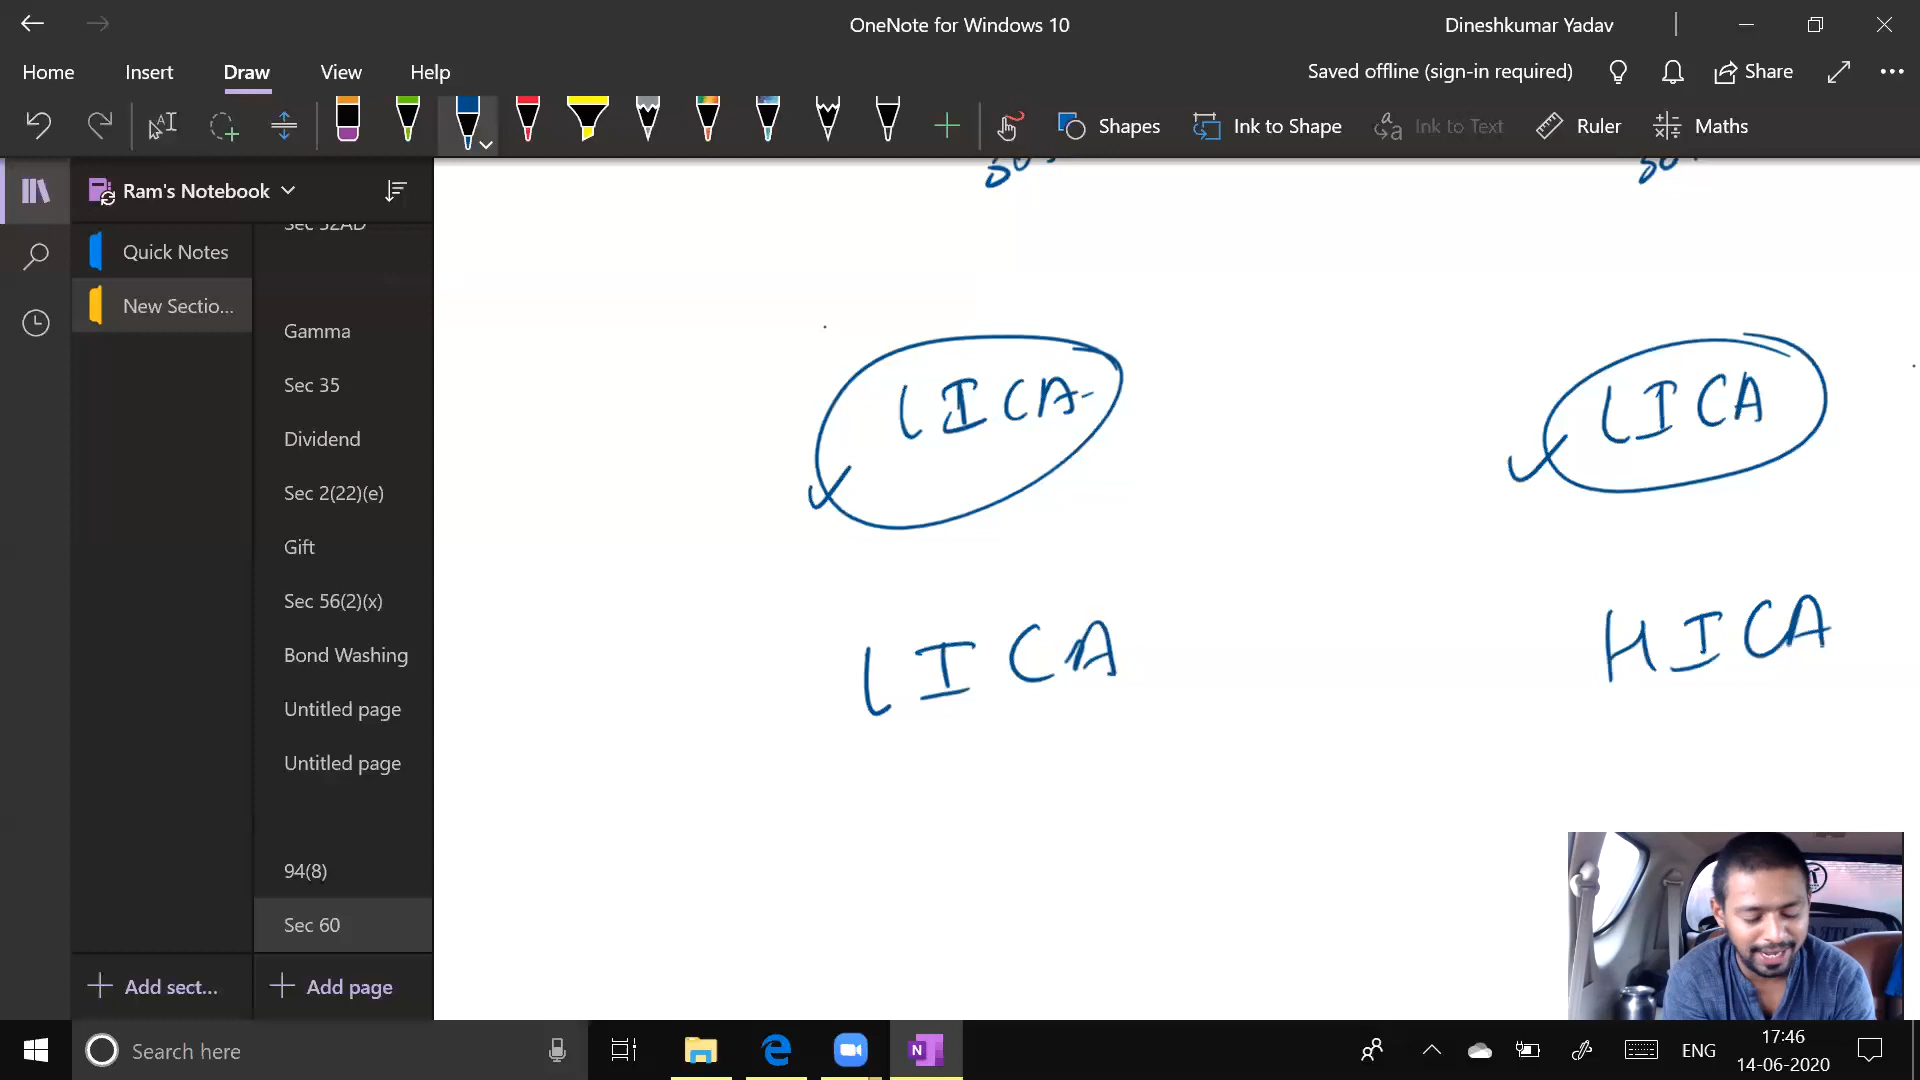 OneNote for Windows 10
Dineshkumar Yadav
Home Insert Draw View Help
Saved offline (sign-in required)
Share
Shapes
Ink to Shape
Ink to Text
Ruler
Maths
Ram's Notebook
Sec 32AD
Quick Notes
New Sectio...
Gamma
Sec 35
Dividend
Sec 2(22)(e)
Gift
Sec 56(2)(x)
Bond Washing
Untitled page
Untitled page
94(8)
Sec 60
Add sect...
Add page
LICA
LICA
LICA
HICA
Search here
ENG
17:46
14-06-2020